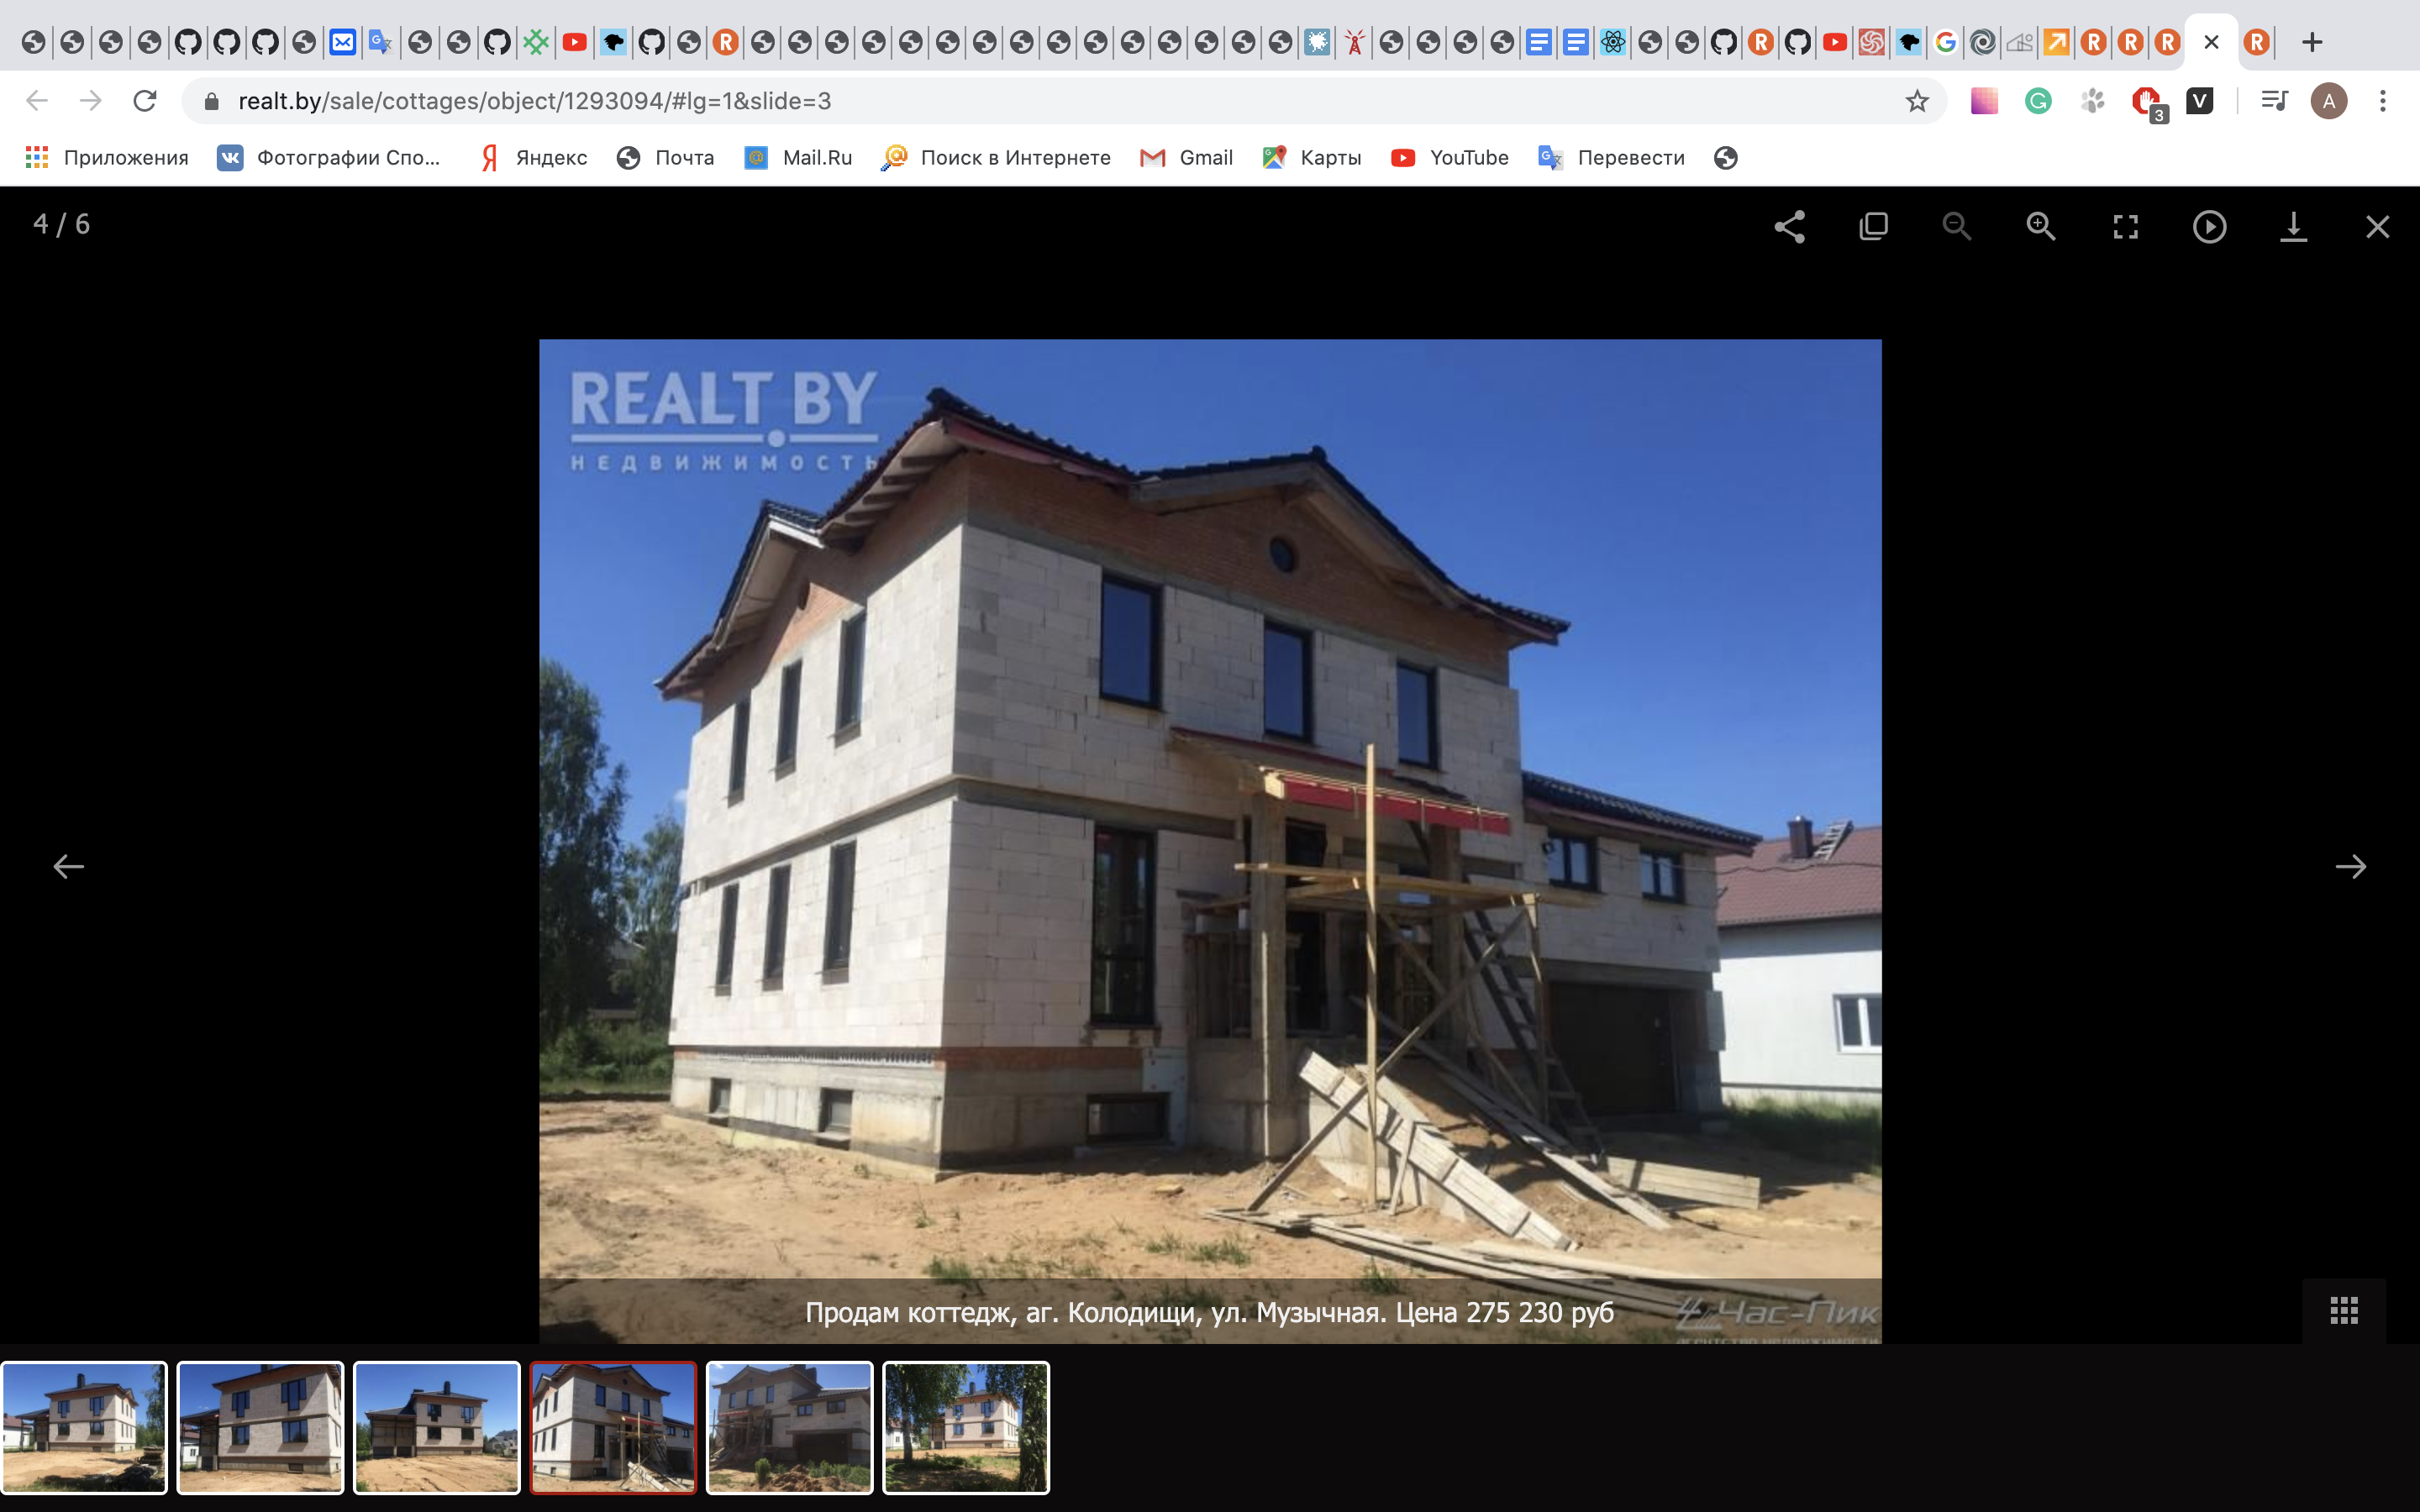 realt.by/sale/cottages/object/1293094/#lg=1&slide=3
3
V
A
Приложения
Фотографии Спо...
Яндекс
Почта
Mail.Ru
Поиск в Интернете
Gmail
Карты
YouTube
Перевести
4 / 6
REALT.BY
НЕДВИЖИМОСТЬ
Продам коттедж, аг. Колодищи, ул. Музычная. Цена 275 230 руб
Час-Пик